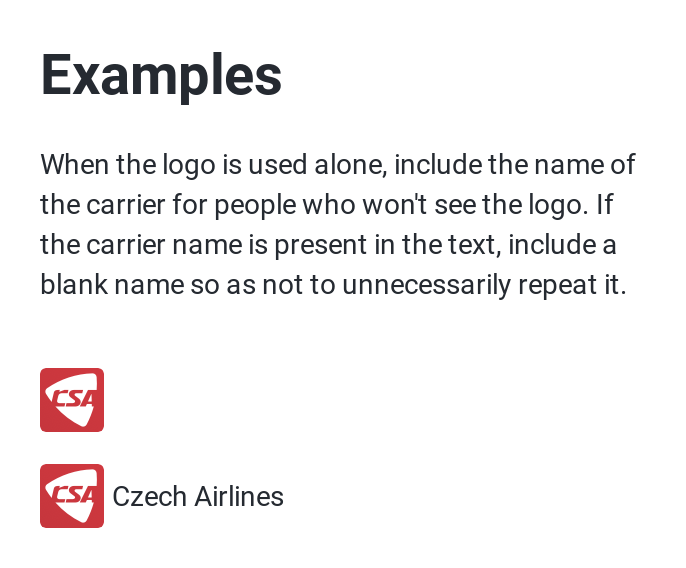 Examples
When the logo is used alone, include the name of
the carrier for people who won't see the logo. If
the carrier name is present in the text, include a
blank name so as not to unnecessarily repeat it.
CSA
CSA Czech Airlines